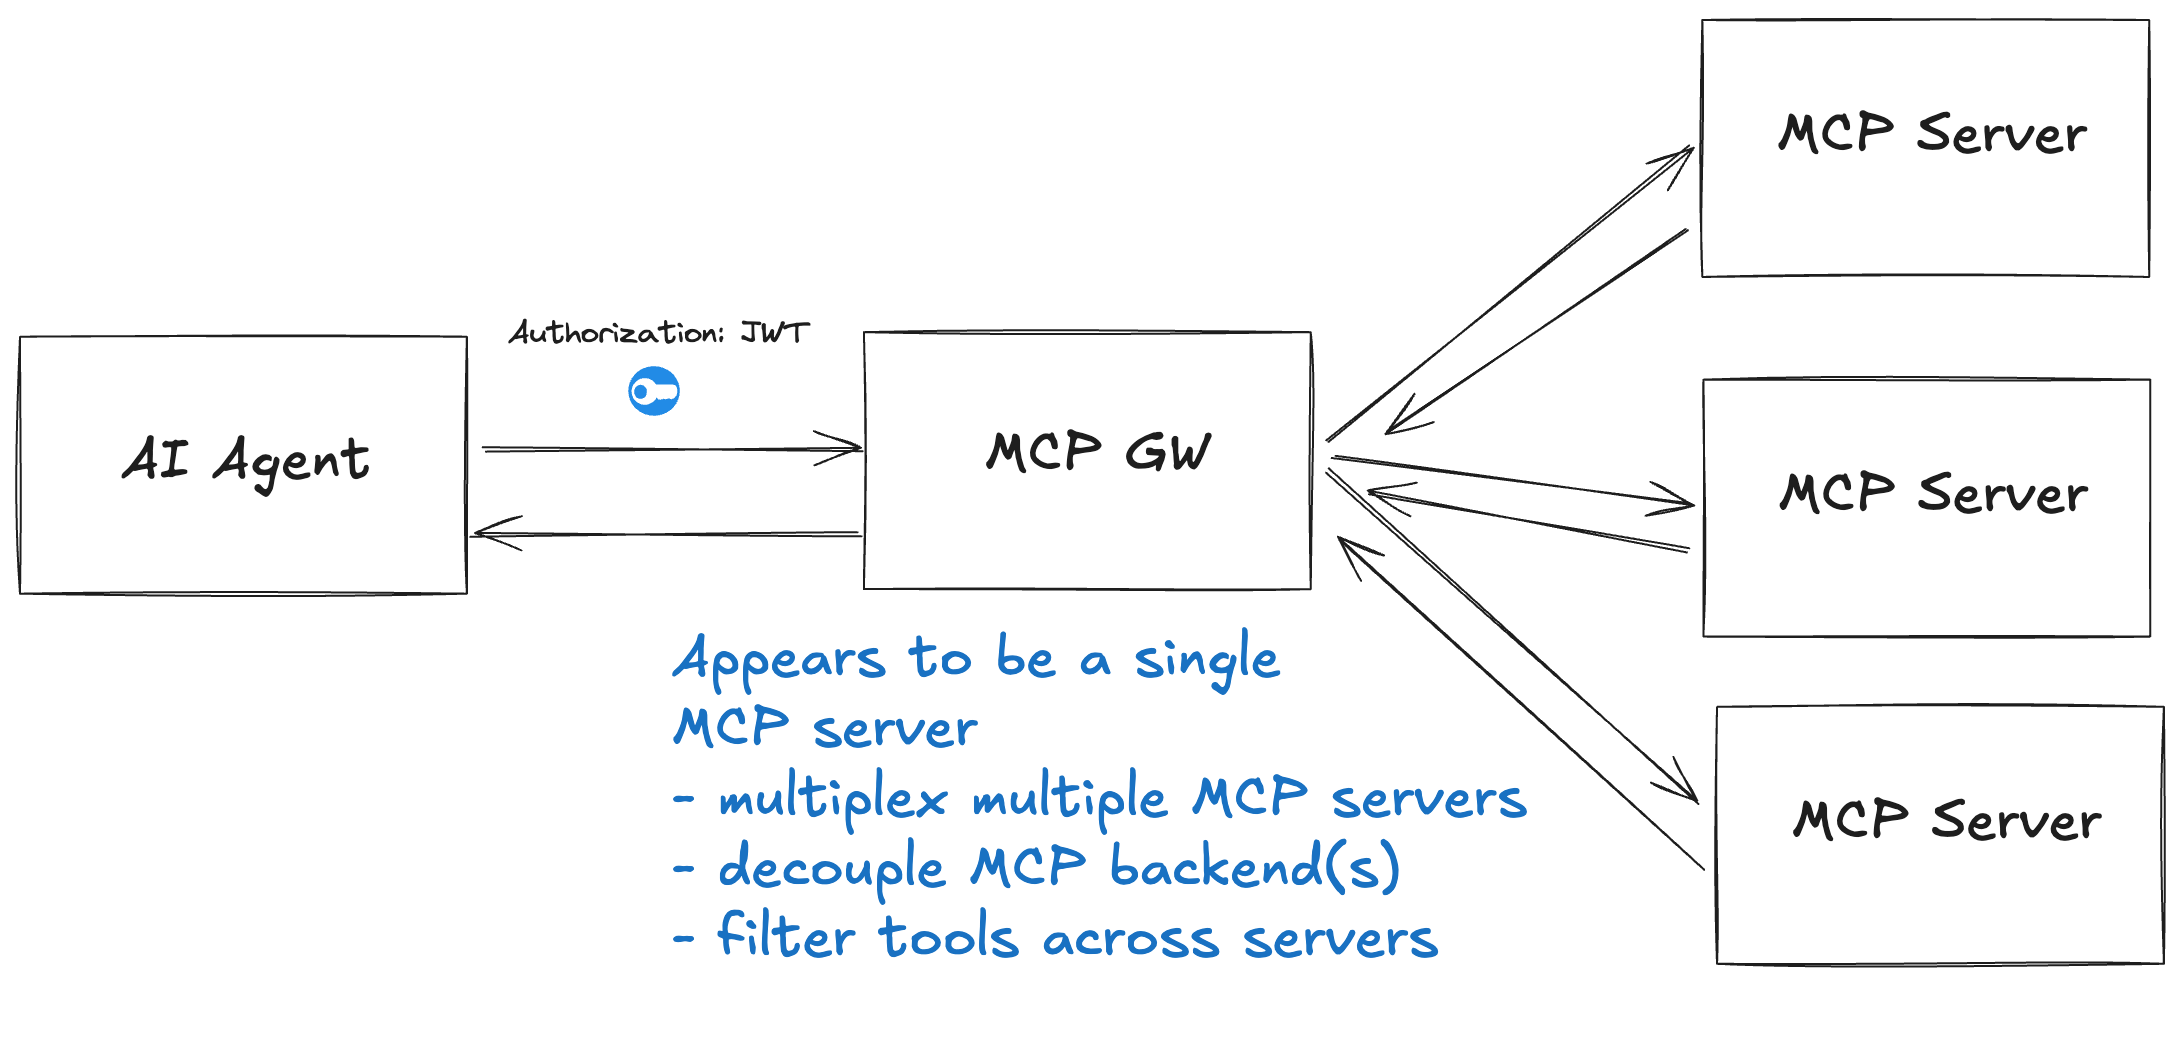 MCP Server
Authorization: JWT
AI Agent
MCP GW
MCP Server
Appears to be a single
MCP server
- multiplex multiple MCP servers
- decouple MCP backend(s)
- filter tools across servers
MCP Server